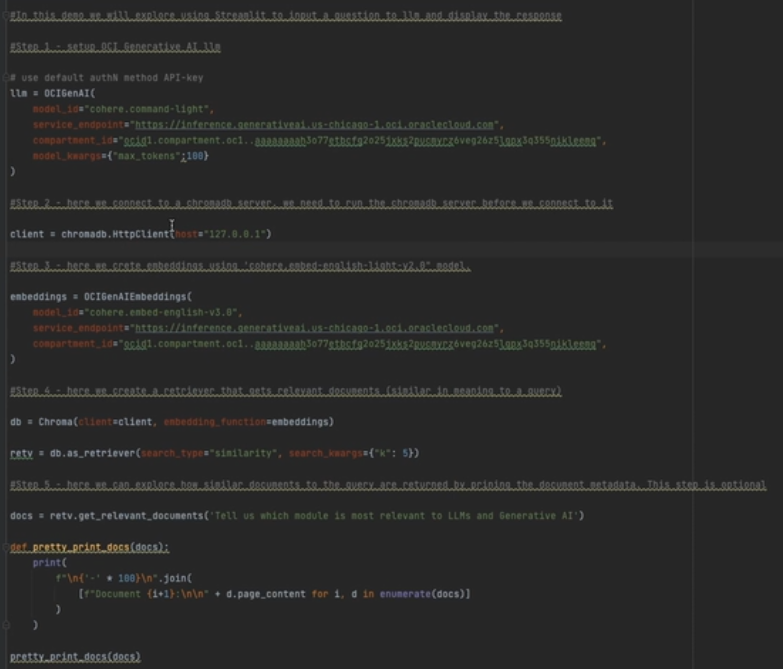 #In this demo we will explore using Streamlit to input a question to llm and display the response
#Step 1 - setup OCI Generative AI llm
# use default authN method API-key
llm = OCIGenAI(
model_id="cohere.command-light",
service_endpoint="https://inference.generativeai.us-chicago-1.oci.oraclecloud.com",
compartment_id="
model_kwargs={"max_tokens":100}
)
#Step 2 - here we connect to a chromadb server. we need to run the chromadb server before we connect to it
client = chromadb.HttpClient(host="127.0.0.1")
#Step 3 - here we crete embeddings using 'cohere.embed-english-light-v2.0" model.
embeddings = OCIGenAIEmbeddings(
model_id="cohere.embed-english-v3.0",
service_endpoint="https://inference.generativeai.us-chicago-1.oci.oraclecloud.com",
compartment_id="
)
#Step 4 - here we create a retriever that gets relevant documents (similar in meaning to a query)
db = Chroma(client=client, embedding_function=embeddings)
retv = db.as_retriever(search_type="similarity", search_kwargs={"k": 5})
#Step 5 - here we can explore how similar documents to the query are returned by prining the document metadata. This step is optional
docs = retv.get_relevant_documents('Tell us which module is most relevant to LLMs and Generative AI')
def pretty_print_docs(docs):
print(
f"\n{'-' * 100}\n".join(
[f"Document {i+1}:\n\n" + d.page_content for i, d in enumerate(docs)]
)
)
pretty_print_docs(docs)